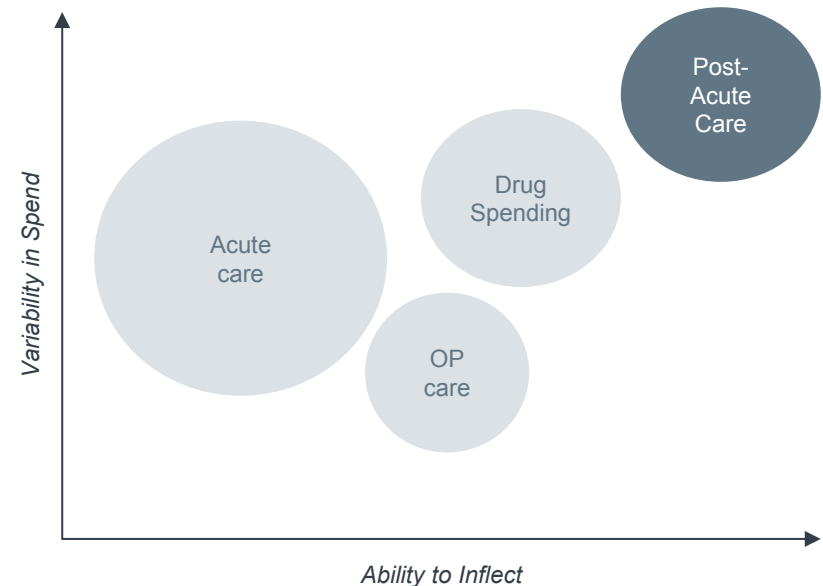 Variability in Spend
Post-
Acute
Care
Drug
Spending
Acute
care
OP
care
Ability to Inflect